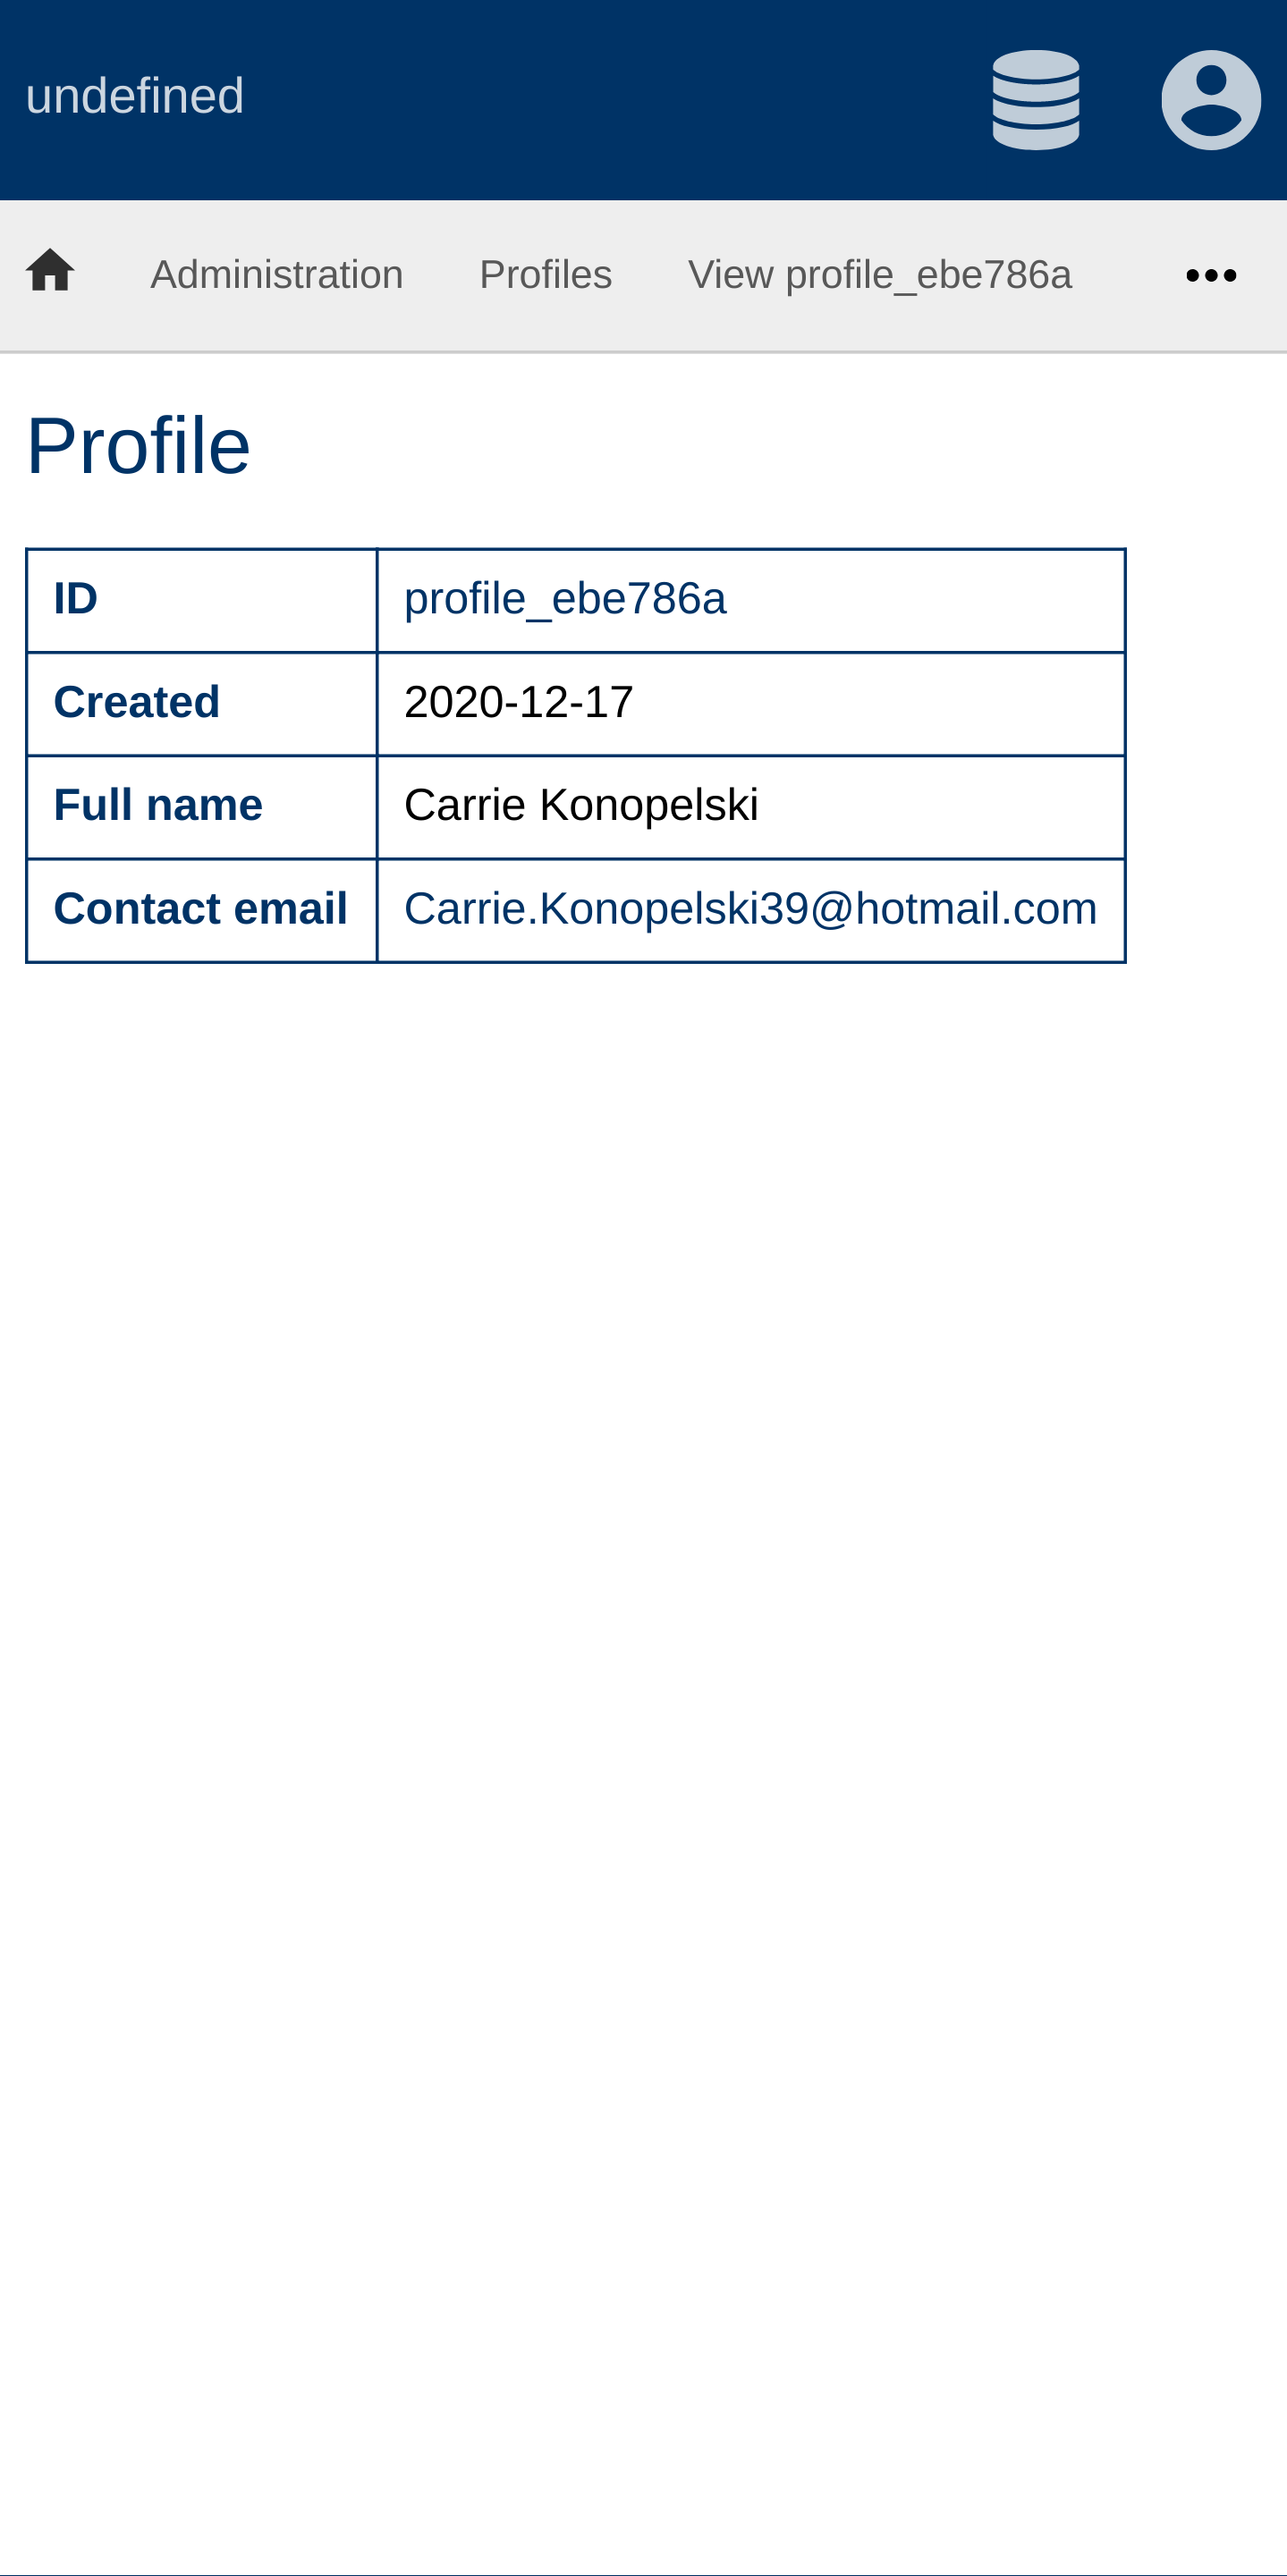 undefined
Administration Profiles View profile_ebe786a •••
Profile
ID profile_ebe786a
Created 2020-12-17
Full name Carrie Konopelski
Contact email Carrie.Konopelski39@hotmail.com